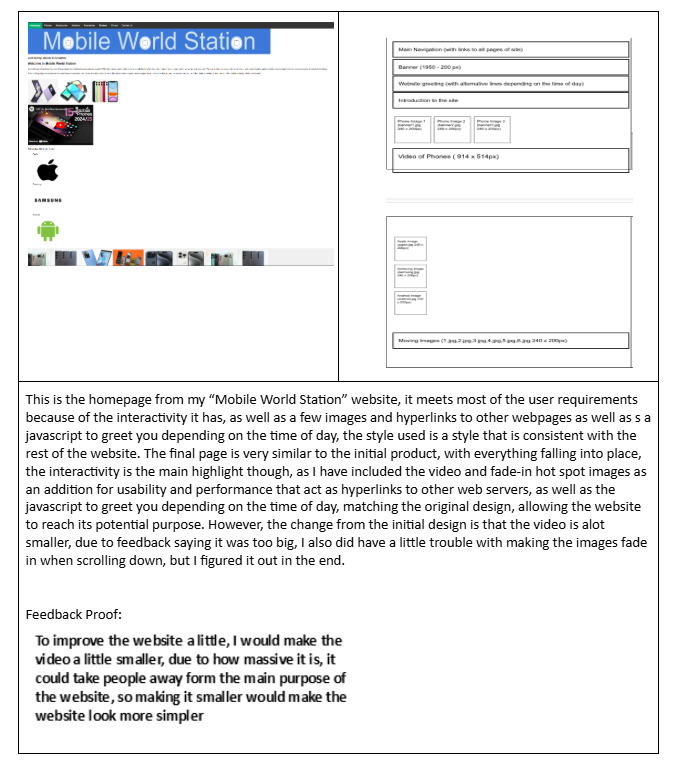 Mobile World Station
SAMSUNG
Main Navigation (with links to all pages of site)
Banner (1950 - 200 px)
Website greeting (with alternative lines depending on the time of day)
Introduction to the site
Phone Image 1
Phone Image 2
Phone Image 3
Video of Phones ( 914 x 514px)
Moving Images (1.jpg,2.jpg,3.jpg,4.jpg,5.jpg,6.jpg 240 x 200px)
This is the homepage from my “Mobile World Station” website, it meets most of the user requirements
because of the interactivity it has, as well as a few images and hyperlinks to other webpages as well as s a
javascript to greet you depending on the time of day, the style used is a style that is consistent with the
rest of the website. The final page is very similar to the initial product, with everything falling into place,
the interactivity is the main highlight though, as I have included the video and fade-in hot spot images as
an addition for usability and performance that act as hyperlinks to other web servers, as well as the
javascript to greet you depending on the time of day, matching the original design, allowing the website
to reach its potential purpose. However, the change from the initial design is that the video is alot
smaller, due to feedback saying it was too big, I also did have a little trouble with making the images fade
in when scrolling down, but I figured it out in the end.
Feedback Proof:
To improve the website a little, I would make the
video a little smaller, due to how massive it is, it
could take people away form the main purpose of
the website, so making it smaller would make the
website look more simpler